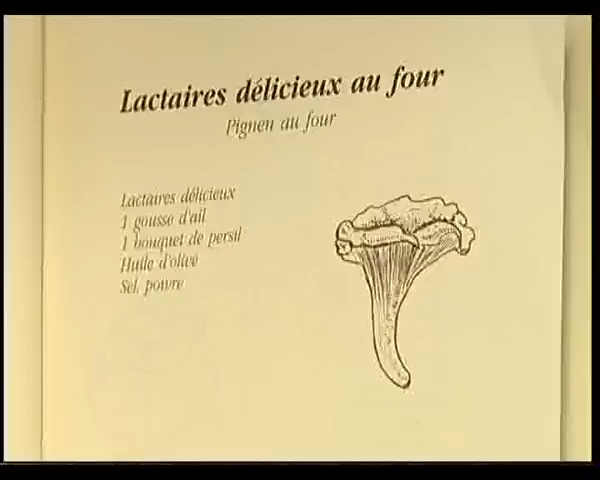 Lactaires délicieux au four
Pignen au four
Lactaires délicieux
1 gousse d'ail
1 bouquet de persil
Huile d'olive
Sel, poivre